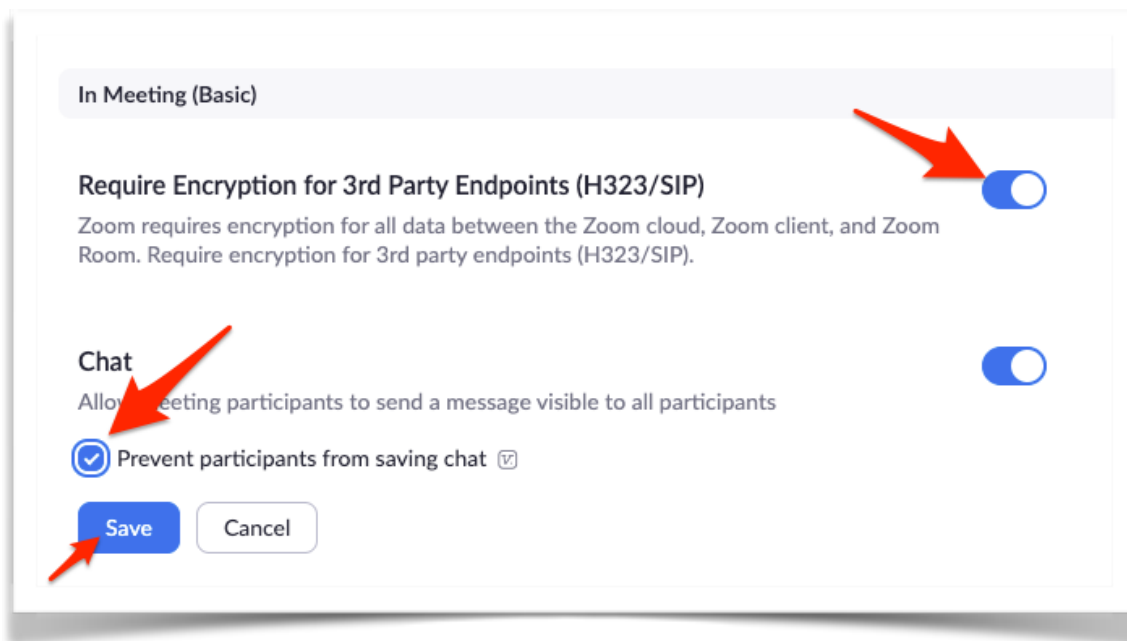 In Meeting (Basic)
Require Encryption for 3rd Party Endpoints (H323/SIP)
Zoom requires encryption for all data between the Zoom cloud, Zoom client, and Zoom
Room. Require encryption for 3rd party endpoints (H323/SIP).
Chat
meeting participants to send a message visible to all participants
Prevent participants from saving chat
Save Cancel